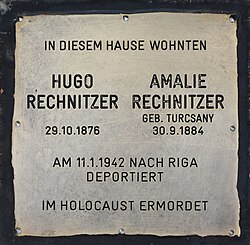 IN DIESEM HAUSE WOHNTEN
HUGO AMALIE
RECHNITZER RECHNITZER
GEB. TURCSANY
29.10.1876 30.9.1884
AM 11.1.1942 NACH RIGA
DEPORTIERT
IM HOLOCAUST ERMORDET